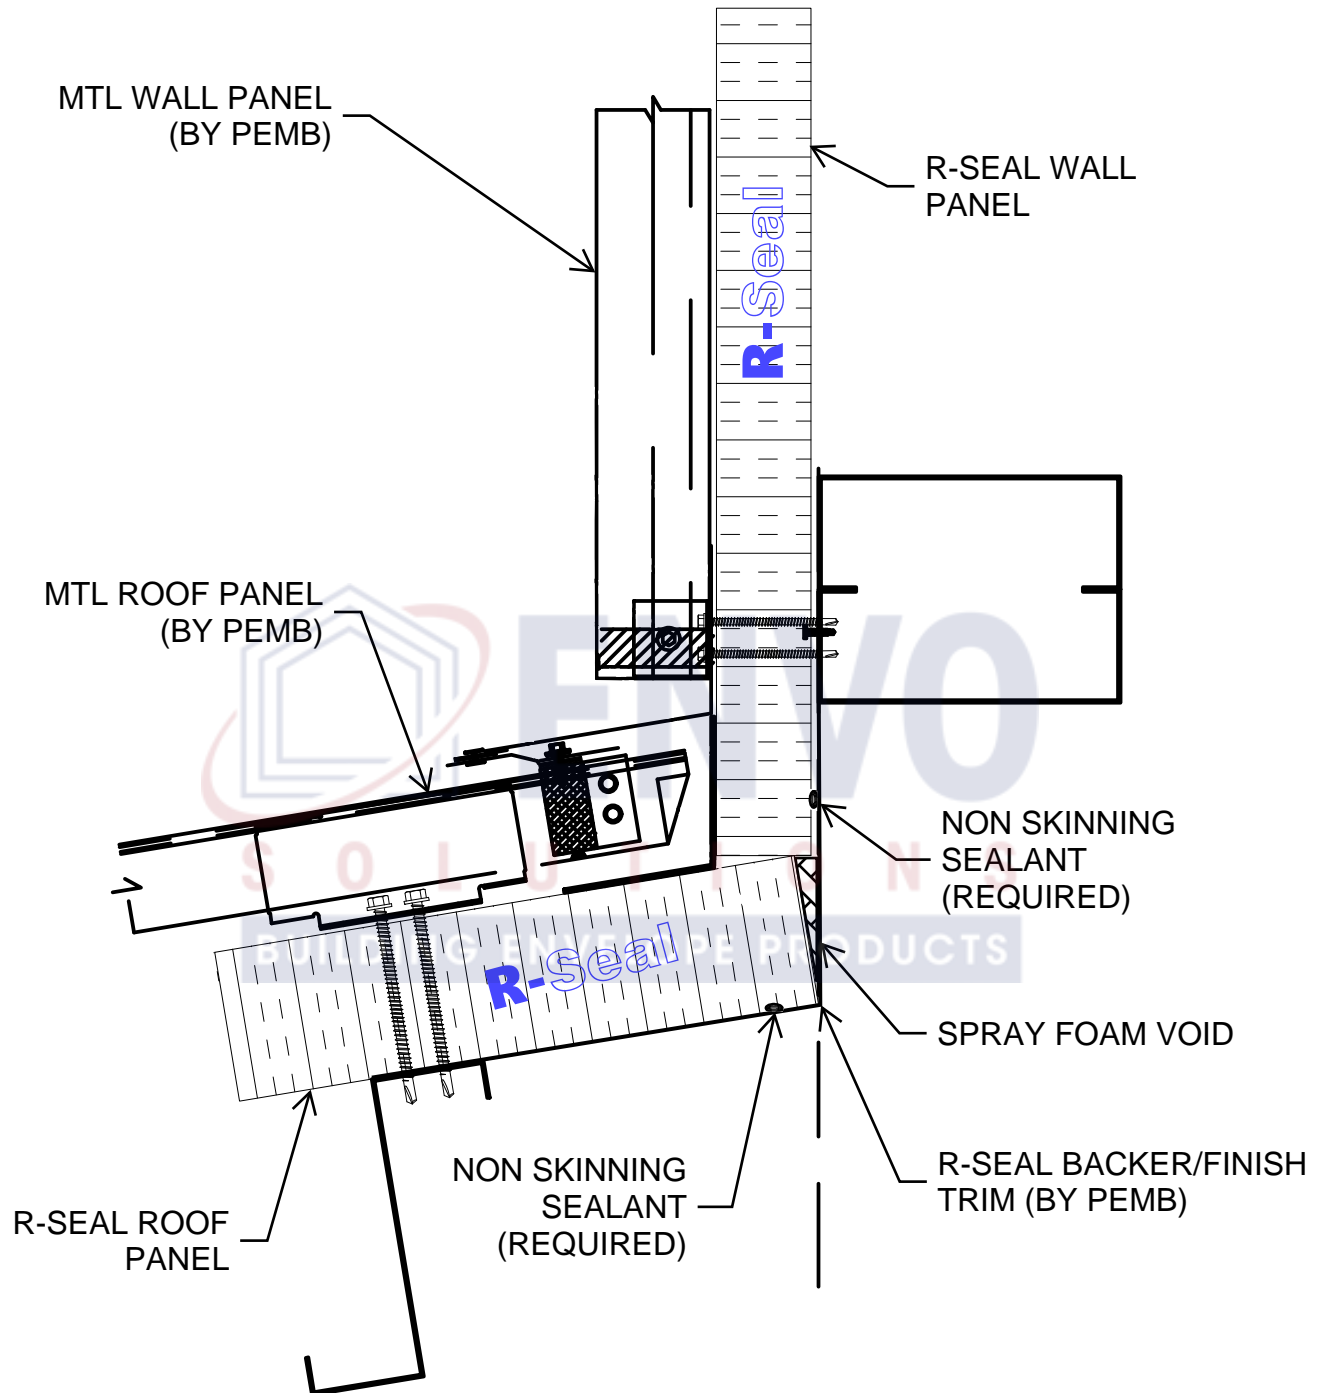 MTL WALL PANEL
(BY PEMB)
R-SEAL WALL
PANEL
R-Seal
MTL ROOF PANEL
(BY PEMB)
ENVO
SOLUTIONS
BUILDING ENVELOPE PRODUCTS
NON SKINNING
SEALANT
(REQUIRED)
R-Seal
SPRAY FOAM VOID
NON SKINNING
SEALANT
(REQUIRED)
R-SEAL BACKER/FINISH
TRIM (BY PEMB)
R-SEAL ROOF
PANEL